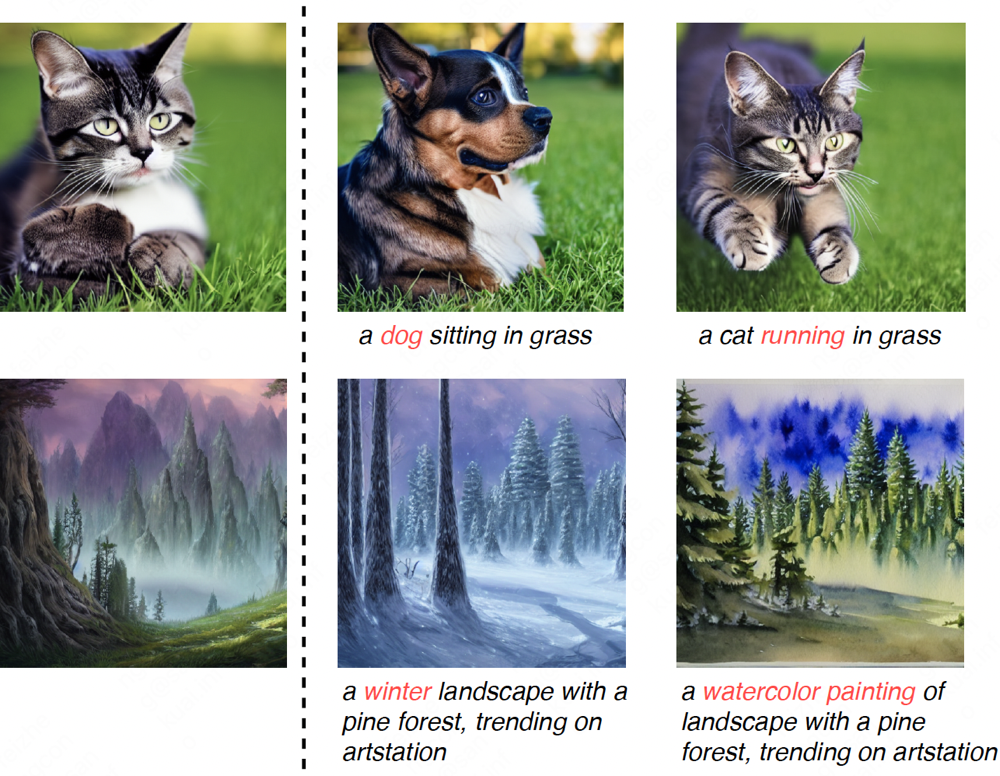 a dog sitting in grass
a cat running in grass
a winter landscape with a
pine forest, trending on
artstation
a watercolor painting of
landscape with a pine
forest, trending on artstation